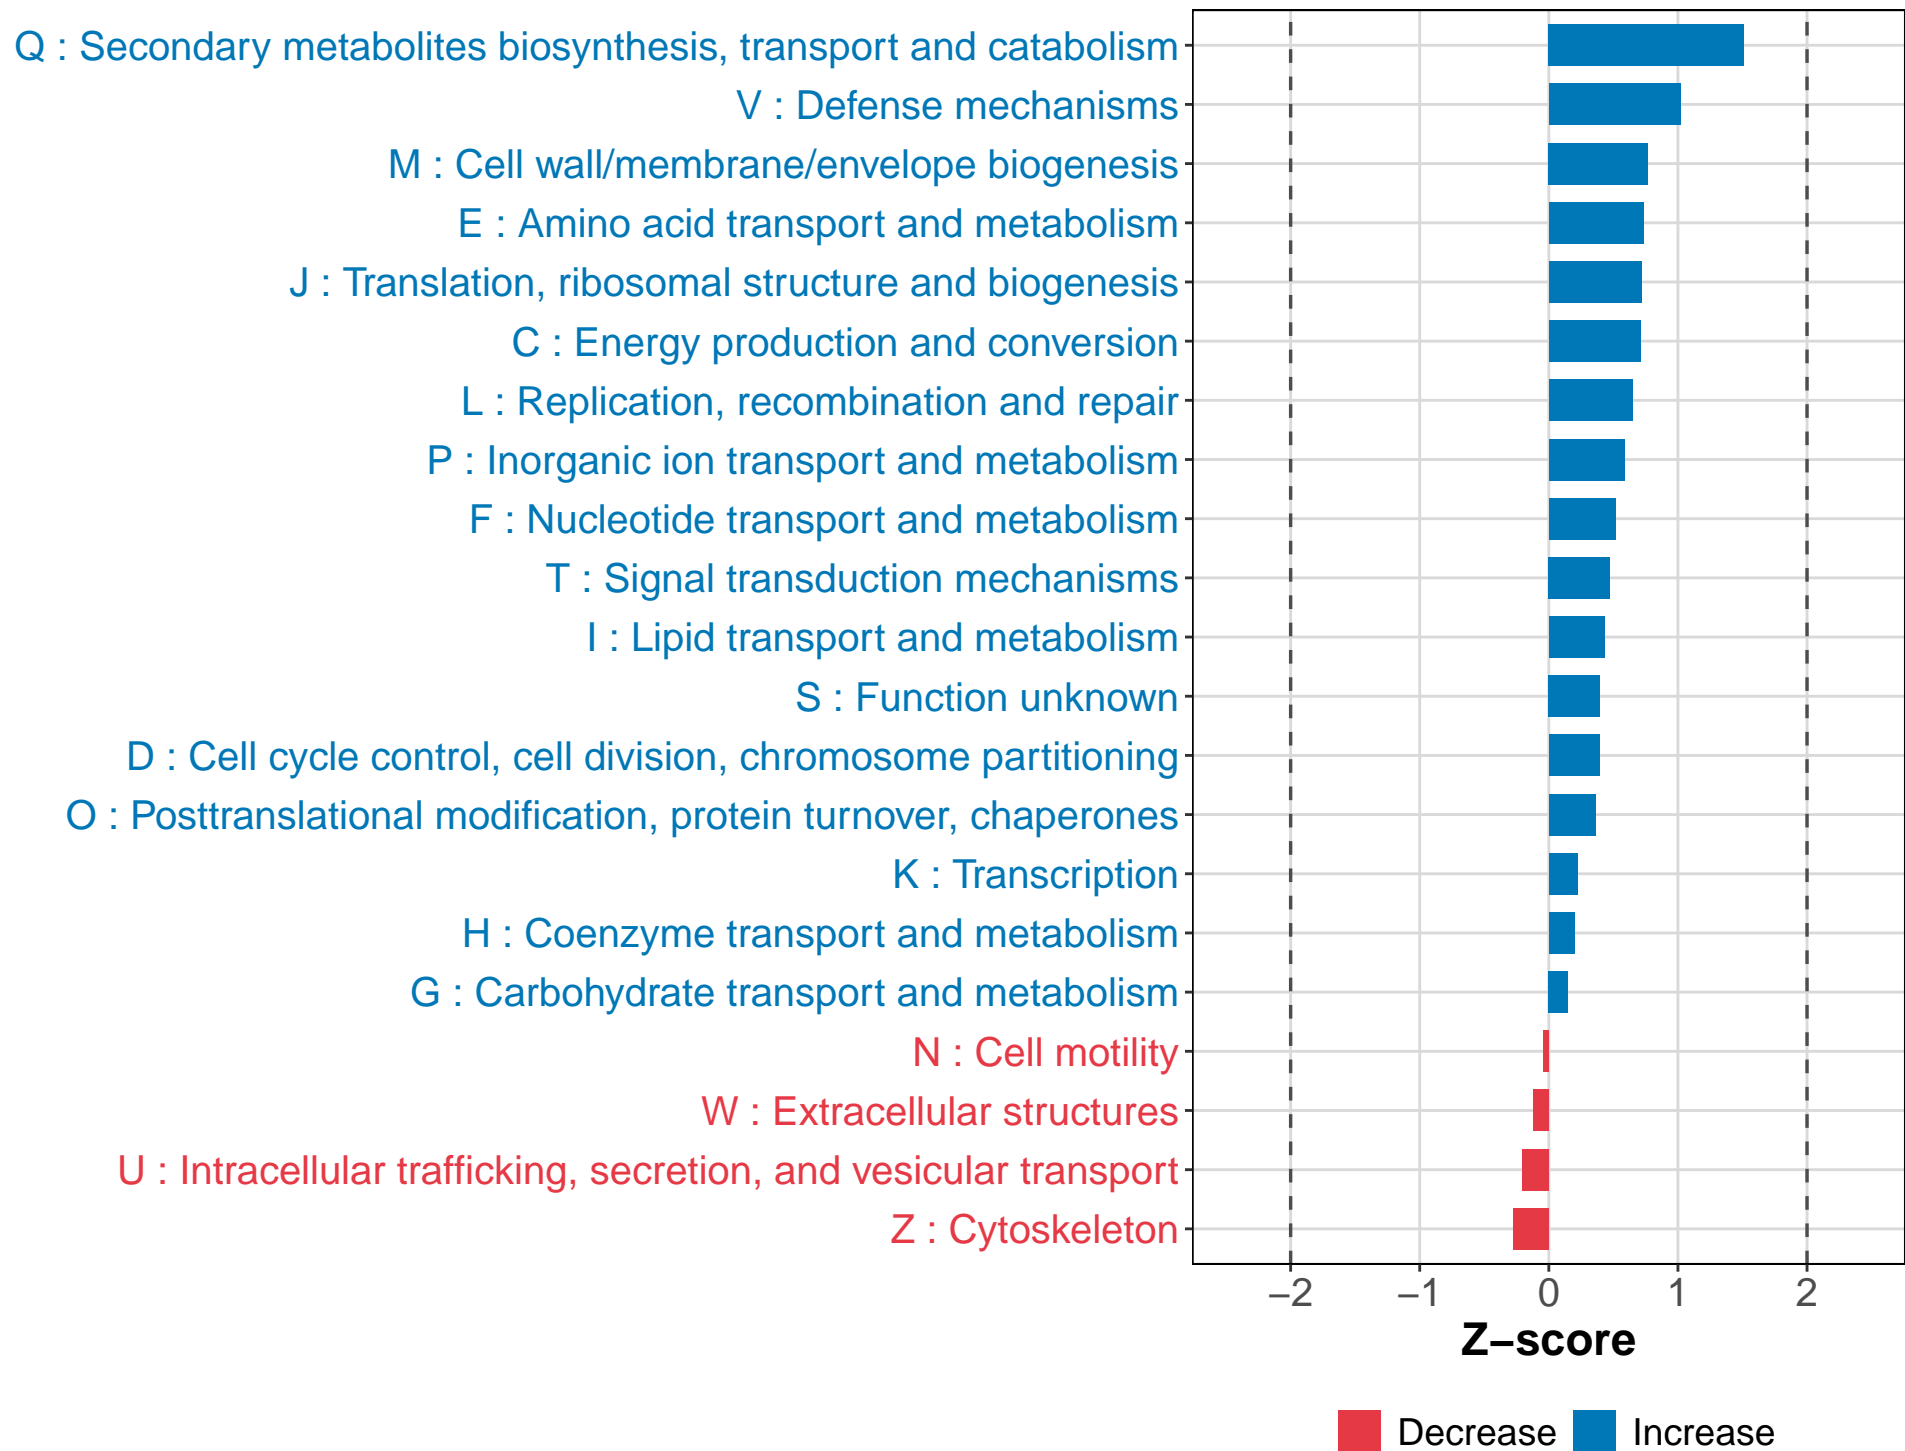 Q : Secondary metabolites biosynthesis, transport and catabolism
V : Defense mechanisms
M : Cell wall/membrane/envelope biogenesis
E : Amino acid transport and metabolism
J : Translation, ribosomal structure and biogenesis
C : Energy production and conversion
L : Replication, recombination and repair
P : Inorganic ion transport and metabolism
F : Nucleotide transport and metabolism
T : Signal transduction mechanisms
I : Lipid transport and metabolism
S : Function unknown
D : Cell cycle control, cell division, chromosome partitioning
O : Posttranslational modification, protein turnover, chaperones
K : Transcription
H : Coenzyme transport and metabolism
G : Carbohydrate transport and metabolism
N : Cell motility
W : Extracellular structures
U : Intracellular trafficking, secretion, and vesicular transport
Z : Cytoskeleton
−2 −1 0 1 2
Z−score
Decrease Increase